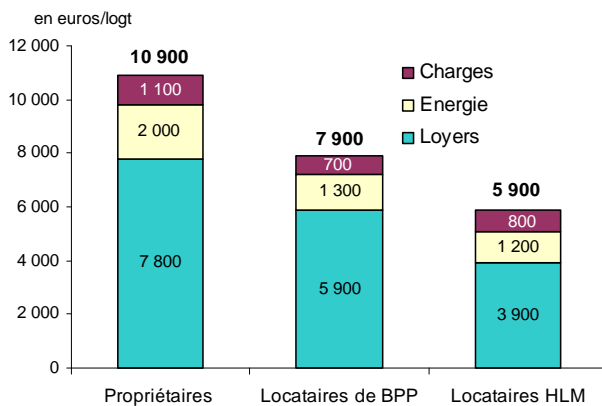 en euros/logt
12 000
10 000
8 000
6 000
4 000
2 000
0
10 900
1 100
2 000
7 800
7 900
700
1 300
5 900
5 900
800
1 200
3 900
Charges
Energie
Loyers
Propriétaires
Locataires de BPP
Locataires HLM